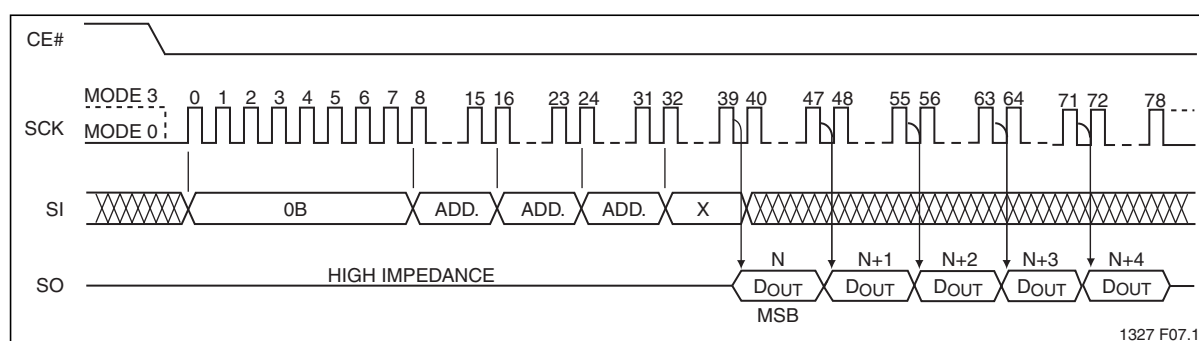 CE#
MODE 3 0 1 2 3 4 5 6 7 8 15 16 23 24 31 32 39 40 47 48 55 56 63 64 71 72 78
SCK
MODE 0
SI 0B ADD. ADD. ADD. X
N N+1 N+2 N+3 N+4
SO HIGH IMPEDANCE DOUT DOUT DOUT DOUT DOUT
MSB
1327 F07.1